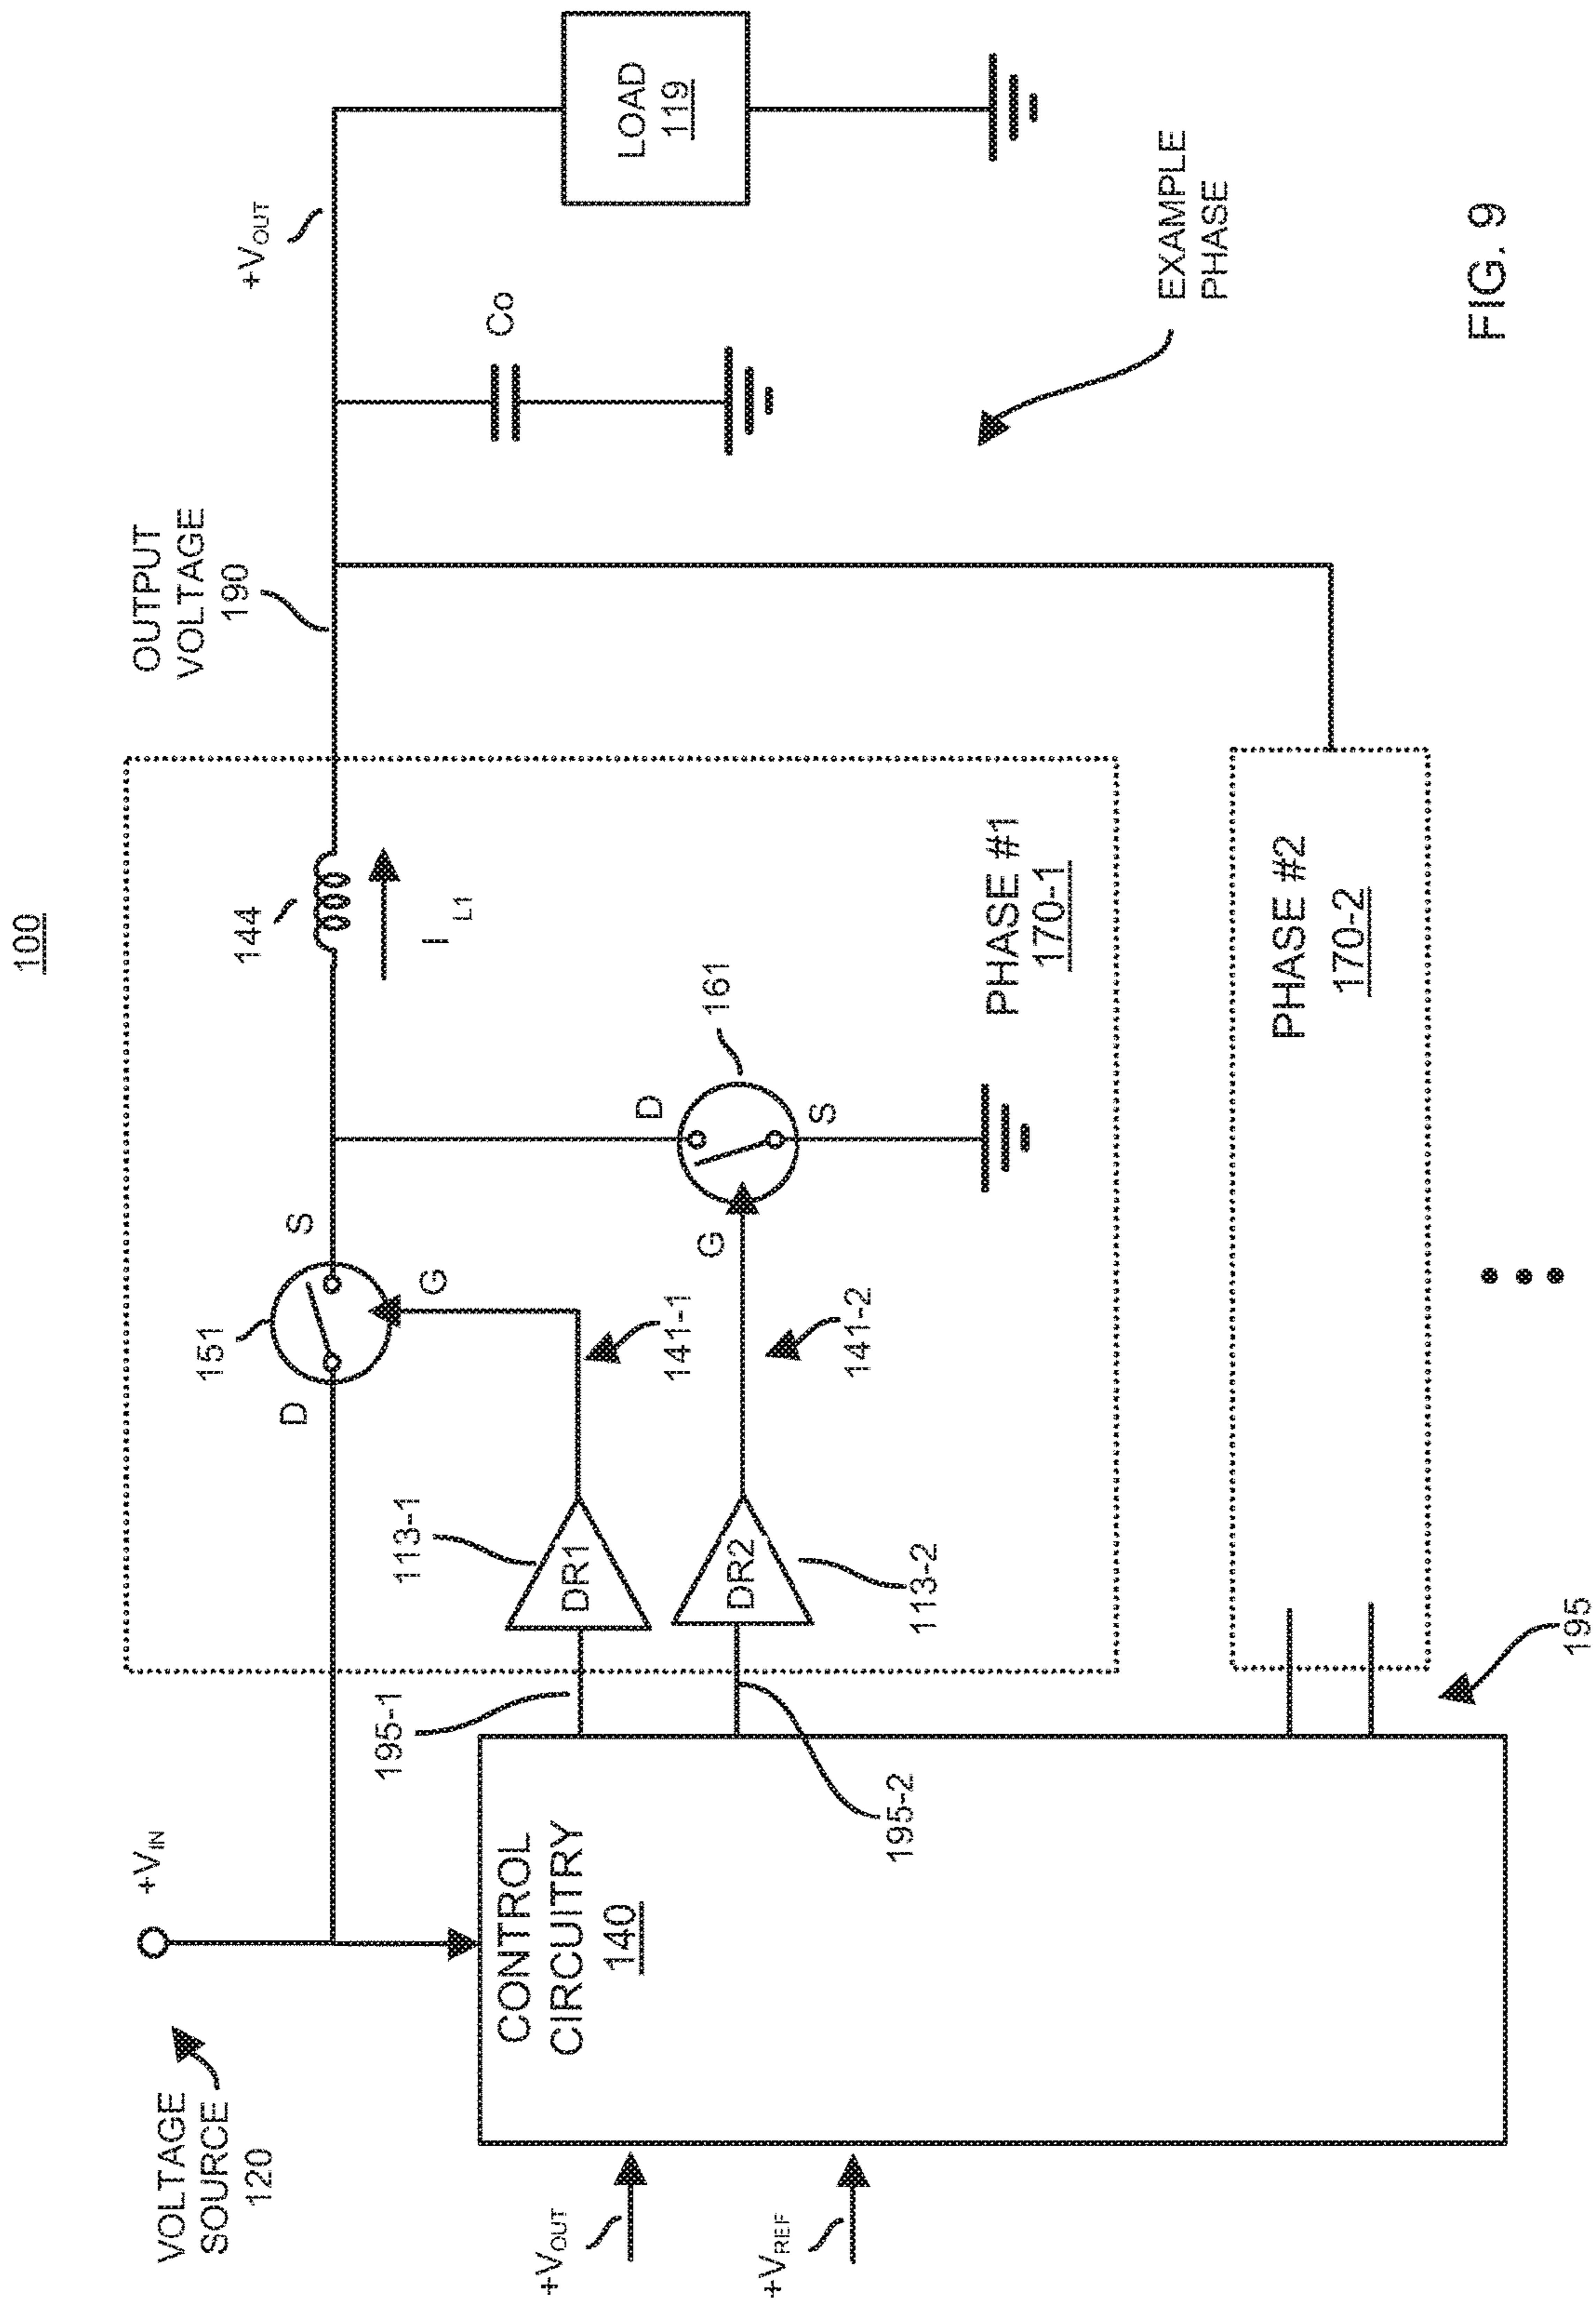 100
VOLTAGE
SOURCE
120
+VIN
OUTPUT
VOLTAGE
190
+VOUT
151
D
S
G
144
I L1
Co
LOAD
119
113-1
DR1
141-1
195-1
CONTROL
CIRCUITRY
140
+VOUT
+VREF
195-2
DR2
113-2
141-2
G
D
S
161
PHASE #1
170-1
EXAMPLE
PHASE
PHASE #2
170-2
195
FIG. 9